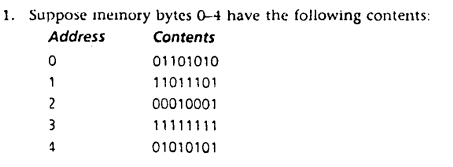 1. Suppose memory bytes 0–4 have the following contents:
Address Contents
0 01101010
1 11011101
2 00010001
3 11111111
4 01010101